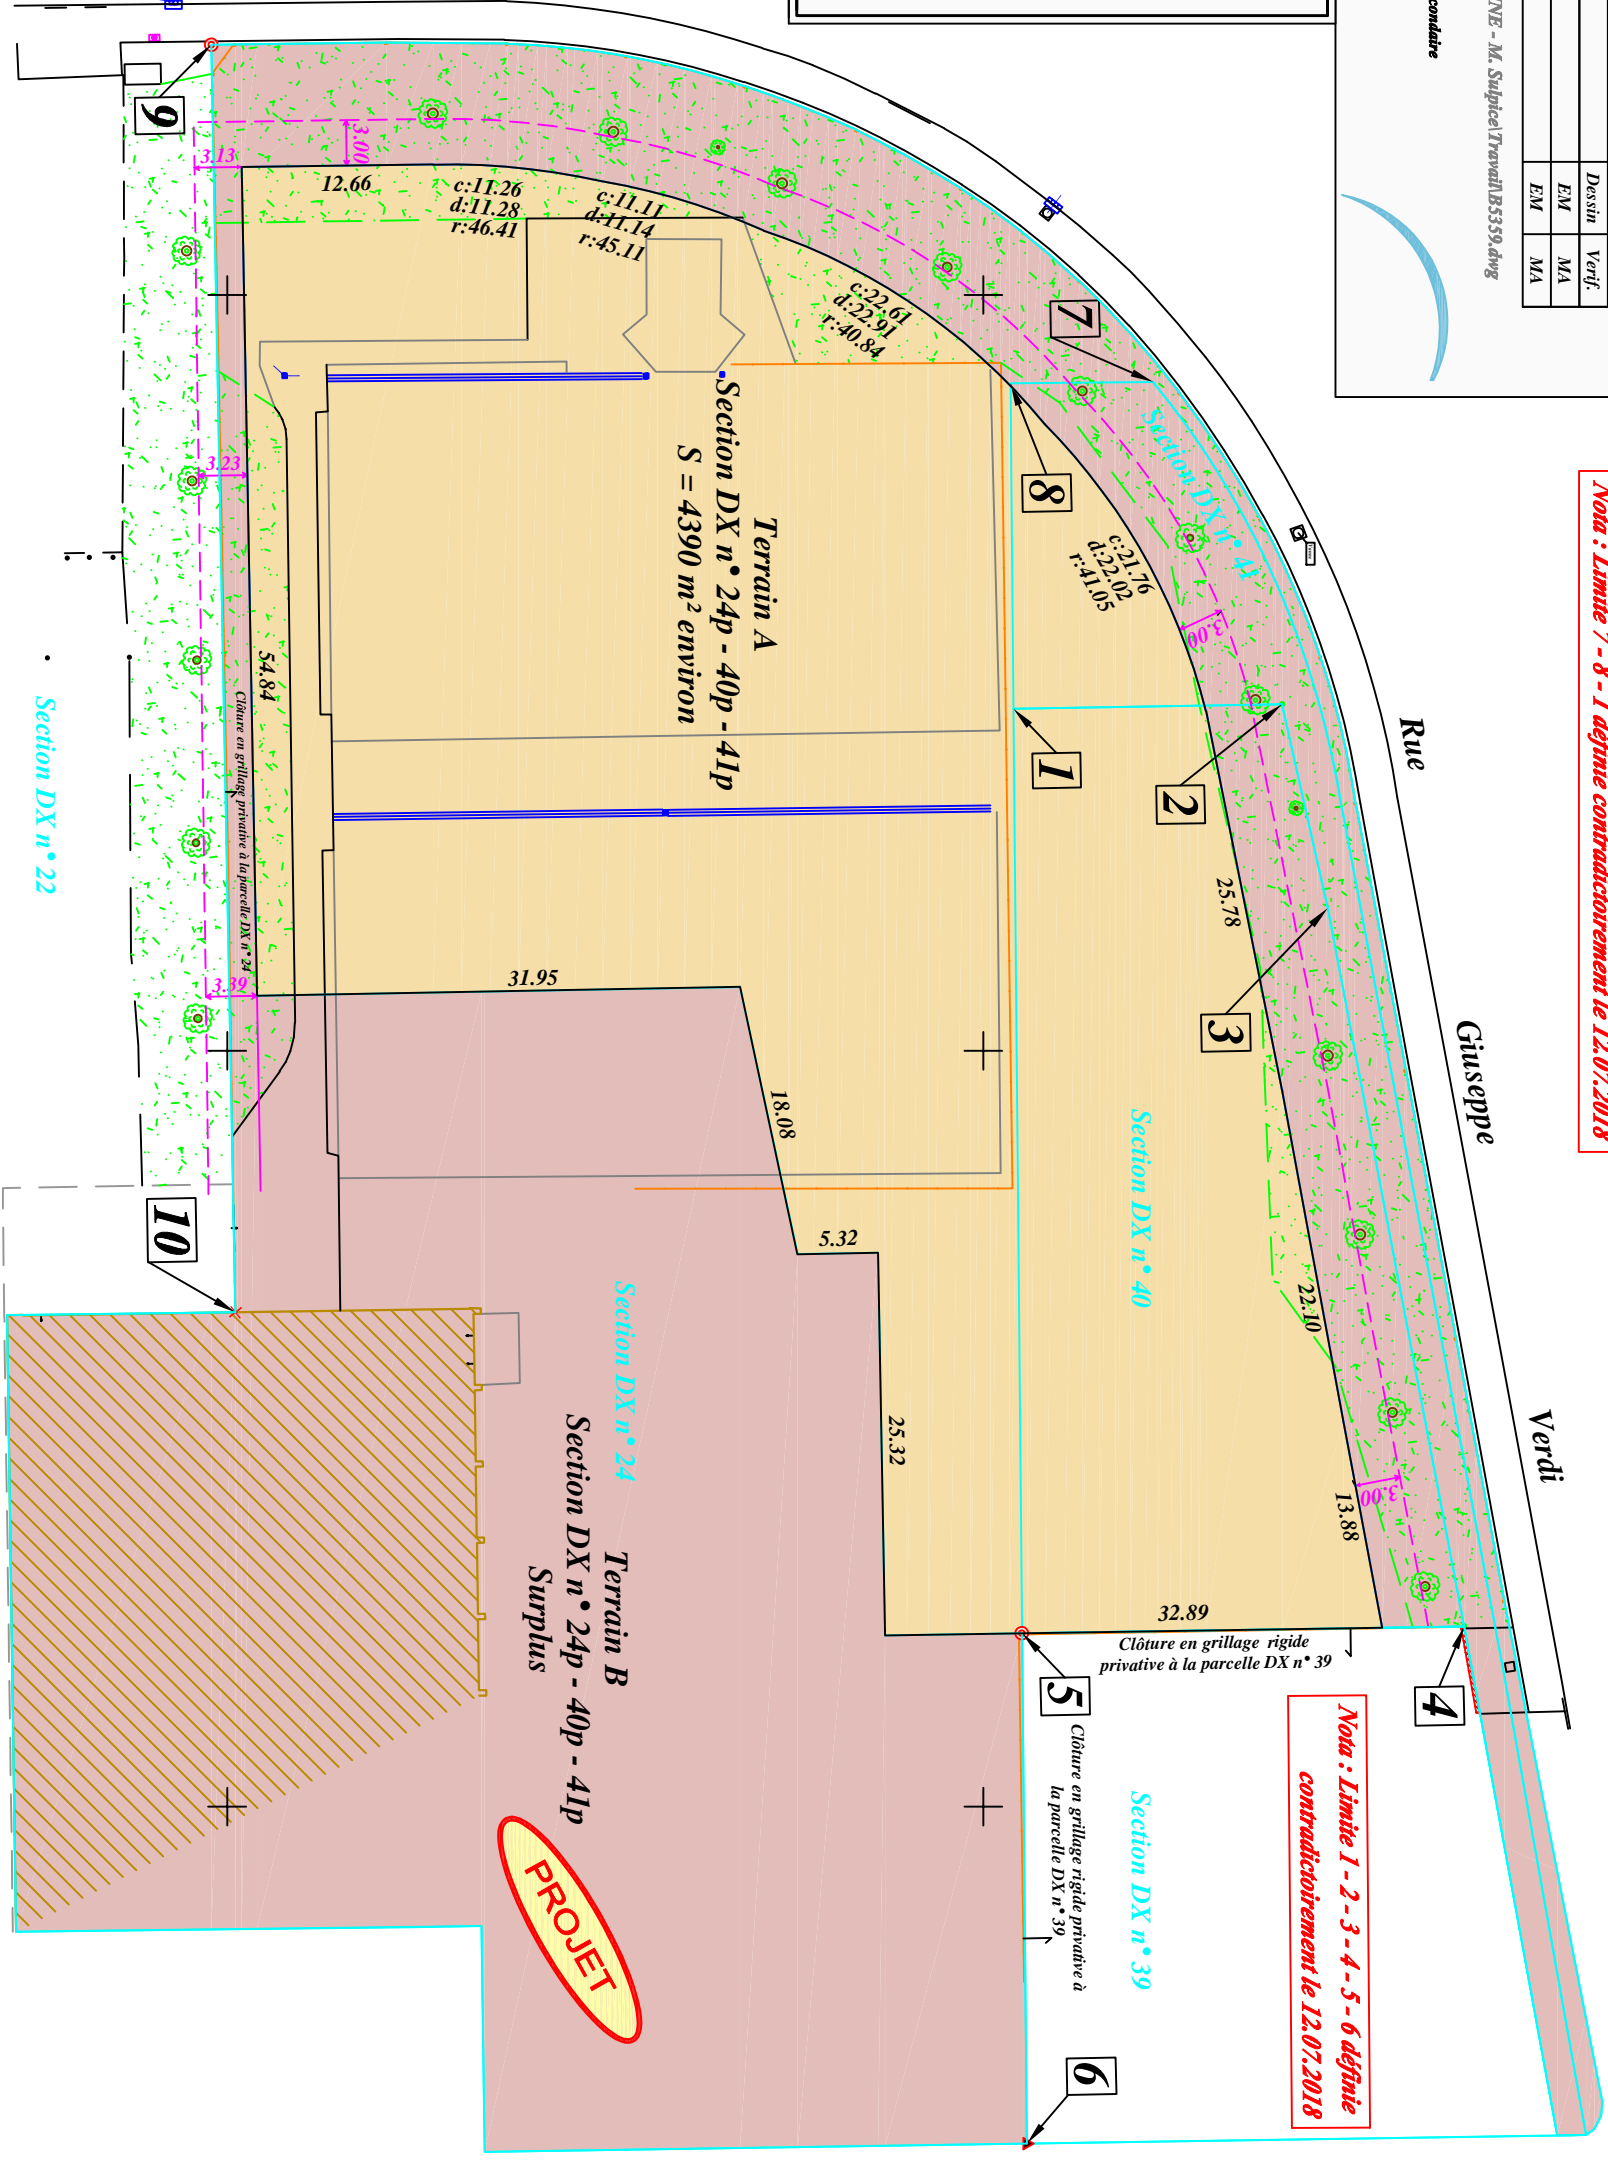 condaire
NE - M. Sulpice\Travail\B5359.dwg
Dessin Verif.
EM MA
EM MA
Nota : Limite 7 - 8 - 1 définie contradictoirement le 12.07.2018
Rue Giuseppe Verdi
9
7
8
1
2
3
4
5
6
10
3.00
3.13
12.66
c:11.26
d:11.28
r:46.41
c:11.11
d:11.14
r:45.11
c:22.61
d:22.91
r:40.84
Section DX n° 41
c:21.76
d:22.02
r:41.05
3.00
3.23
Terrain A
Section DX n° 24p - 40p - 41p
S = 4390 m² environ
54.84
Clôture en grillage privative à la parcelle DX n° 24
Section DX n° 22
25.78
3.39
31.95
18.08
5.32
Section DX n° 40
22.10
3.00
13.88
25.32
32.89
Section DX n° 24
Terrain B
Section DX n° 24p - 40p - 41p
Surplus
Clôture en grillage rigide
privative à la parcelle DX n° 39
Clôture en grillage rigide privative à
la parcelle DX n° 39
Section DX n° 39
Nota : Limite 1 - 2 - 3 - 4 - 5 - 6 définie
contradictoirement le 12.07.2018
PROJET